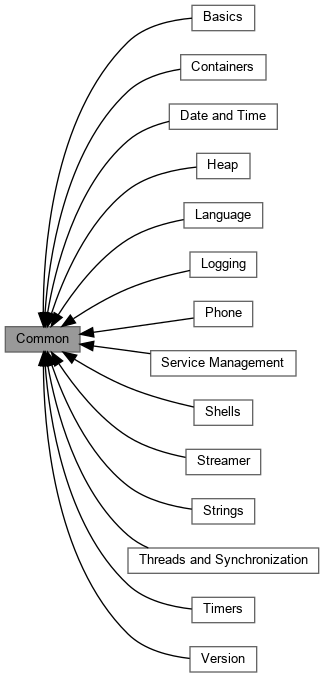 Basics
Containers
Date and Time
Heap
Language
Logging
Phone
Common
Service Management
Shells
Streamer
Strings
Threads and Synchronization
Timers
Version